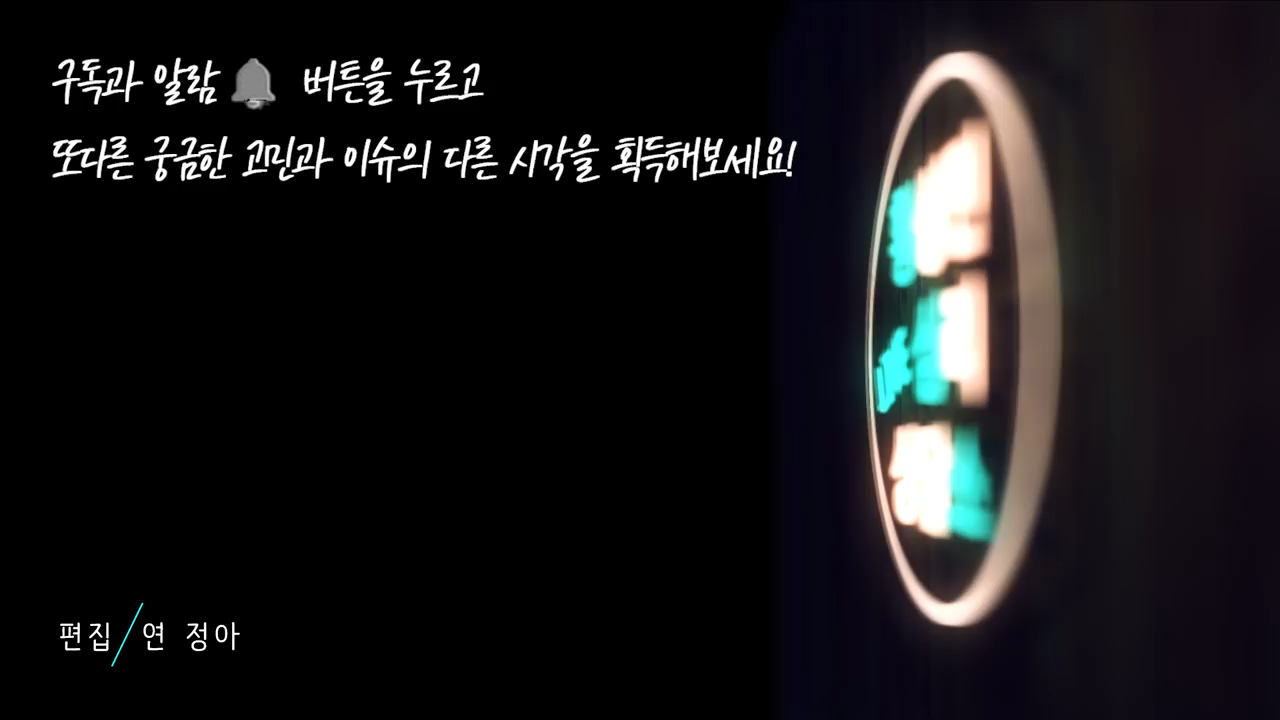 구독과 알람 🔔 버튼을 누르고
또다른 궁금한 고민과 이슈의 다른 시각을 획득해보세요!
편집/연 정아